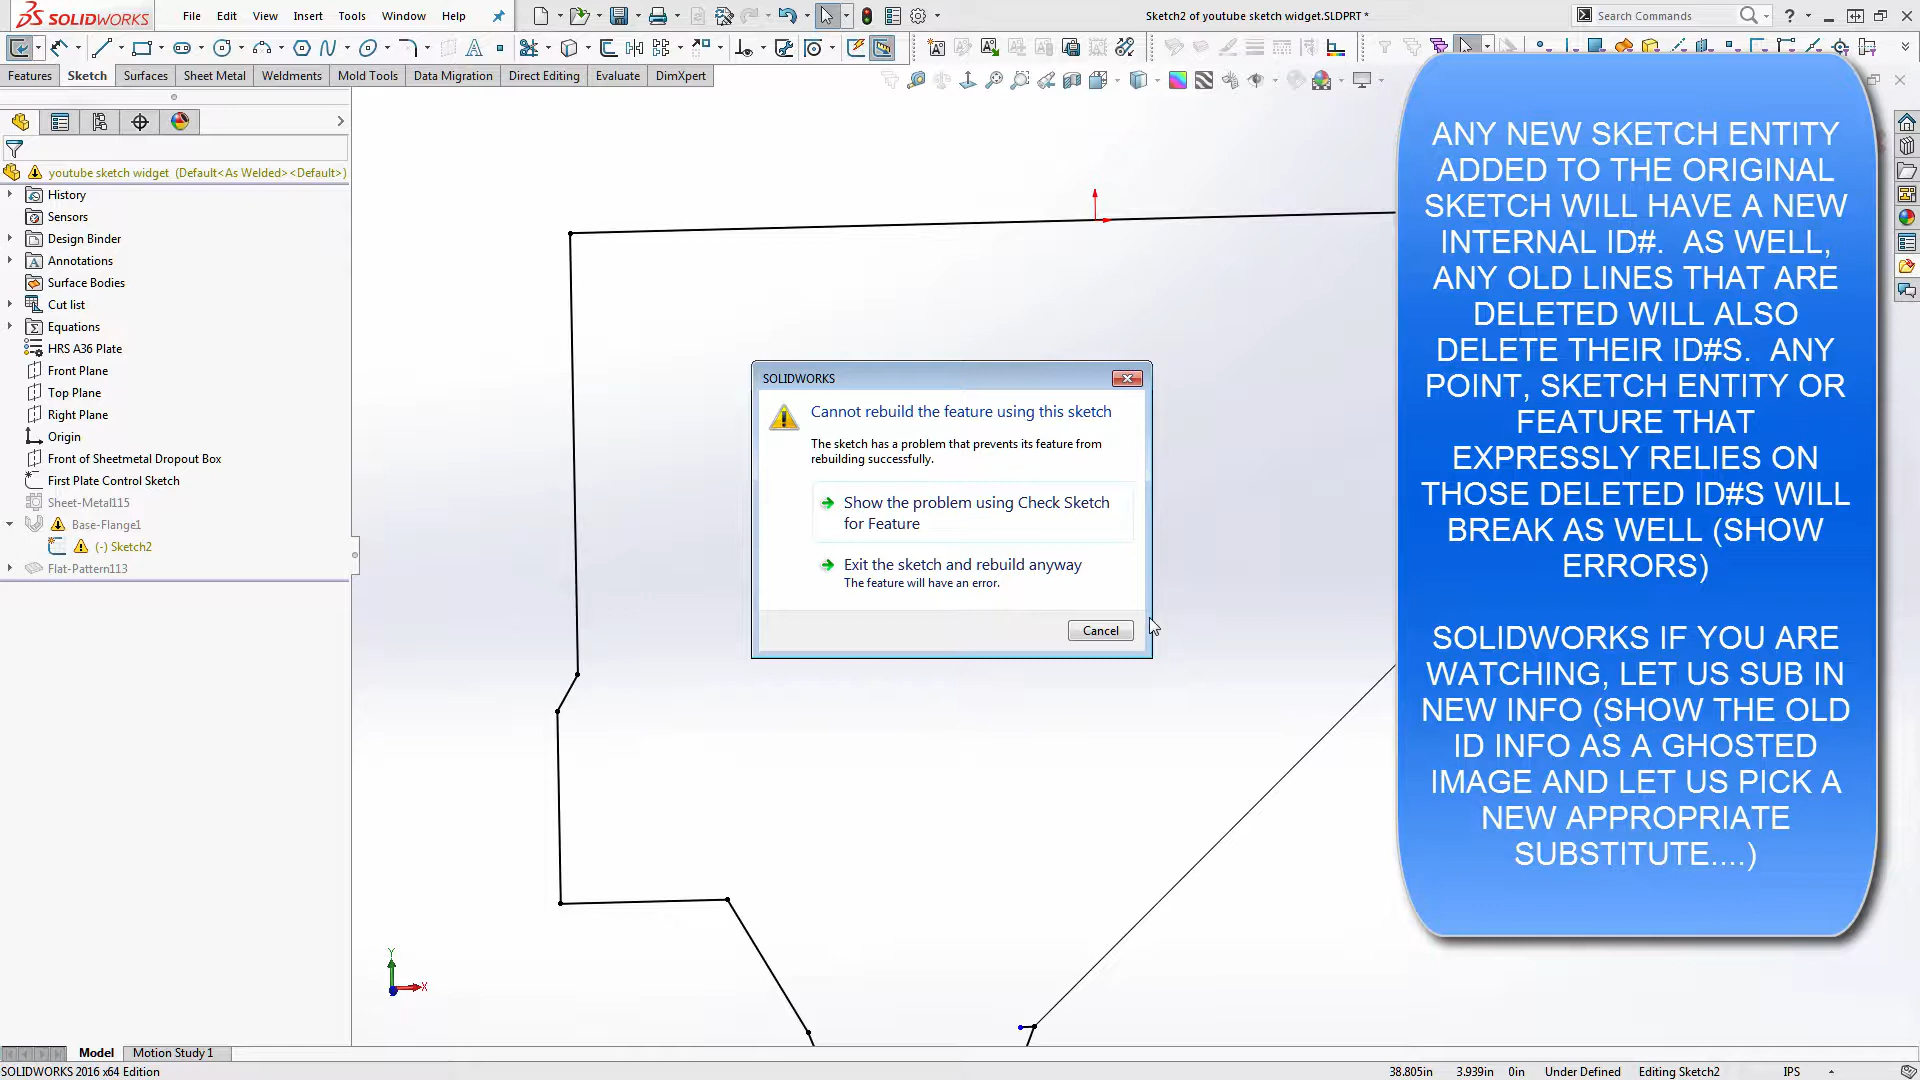 SOLIDWORKS
File Edit View Insert Tools Window Help
Sketch2 of youtube sketch widget.SLDPRT *
Search Commands
Features Sketch Surfaces Sheet Metal Weldments Mold Tools Data Migration Direct Editing Evaluate DimXpert
youtube sketch widget (Default<As Welded><Default>)
History
Sensors
Design Binder
Annotations
Surface Bodies
Cut list
Equations
HRS A36 Plate
Front Plane
Top Plane
Right Plane
Origin
Front of Sheetmetal Dropout Box
First Plate Control Sketch
Sheet-Metal115
Base-Flange1
(-) Sketch2
Flat-Pattern113
SOLIDWORKS
Cannot rebuild the feature using this sketch
The sketch has a problem that prevents its feature from
rebuilding successfully.
Show the problem using Check Sketch
for Feature
Exit the sketch and rebuild anyway
The feature will have an error.
Cancel
ANY NEW SKETCH ENTITY
ADDED TO THE ORIGINAL
SKETCH WILL HAVE A NEW
INTERNAL ID#. AS WELL,
ANY OLD LINES THAT ARE
DELETED WILL ALSO
DELETE THEIR ID#S. ANY
POINT, SKETCH ENTITY OR
FEATURE THAT
EXPRESSLY RELIES ON
THOSE DELETED ID#S WILL
BREAK AS WELL (SHOW
ERRORS)
SOLIDWORKS IF YOU ARE
WATCHING, LET US SUB IN
NEW INFO (SHOW THE OLD
ID INFO AS A GHOSTED
IMAGE AND LET US PICK A
NEW APPROPRIATE
SUBSTITUTE....)
Y
X
Model Motion Study 1
SOLIDWORKS 2016 x64 Edition
38.805in 3.939in 0in Under Defined Editing Sketch2 IPS